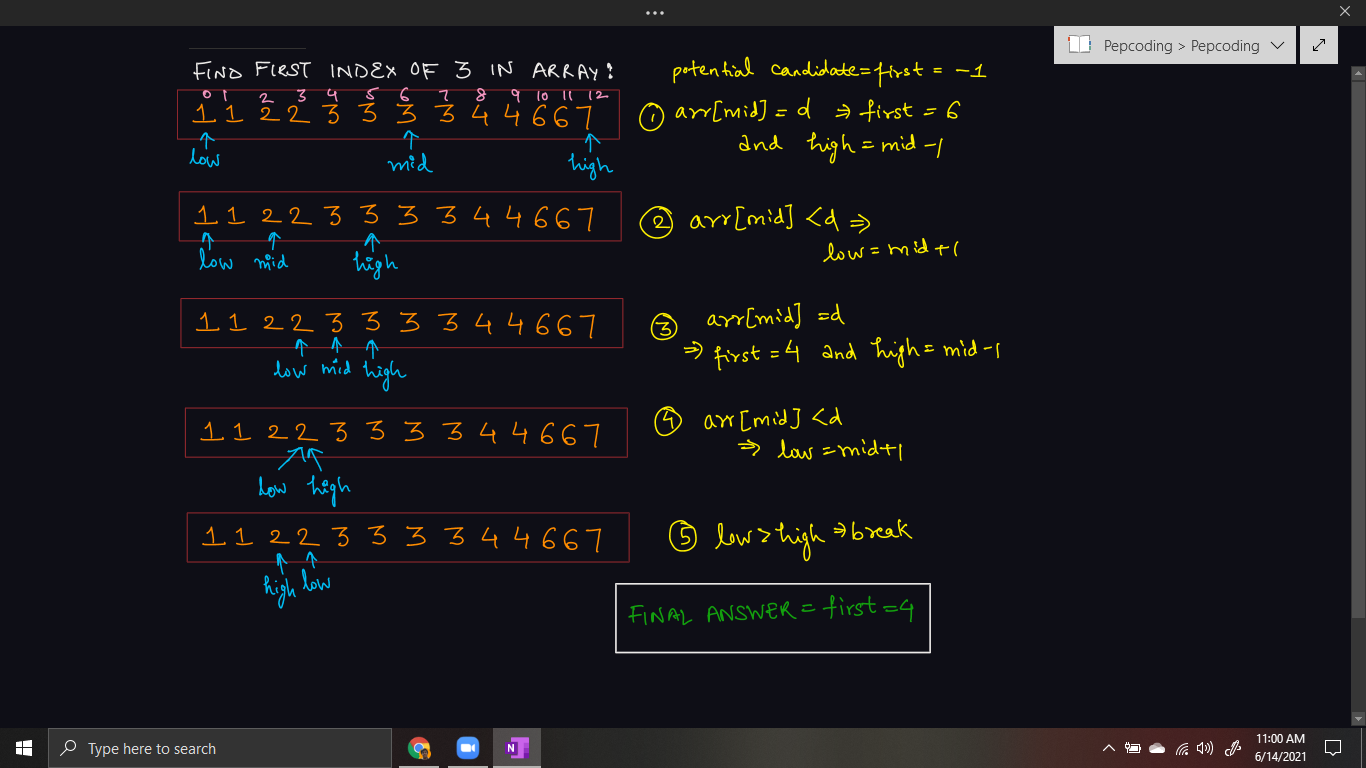 •••
Pepcoding > Pepcoding
FIND FIRST INDEX OF 3 IN ARRAY:
potential candidate = first = -1
0 1 2 3 4 5 6 7 8 9 10 11 12
1 1 2 2 3 3 3 3 4 4 6 6 7
low mid high
① arr[mid] = d ⇒ first = 6
and high = mid -1
1 1 2 2 3 3 3 3 4 4 6 6 7
low mid high
② arr[mid] < d ⇒
low = mid + 1
1 1 2 2 3 3 3 3 4 4 6 6 7
low mid high
③ arr[mid] = d
⇒ first = 4 and high = mid - 1
1 1 2 2 3 3 3 3 4 4 6 6 7
low high
④ arr[mid] < d
⇒ low = mid+1
1 1 2 2 3 3 3 3 4 4 6 6 7
high low
⑤ low > high ⇒ break
FINAL ANSWER = first = 4
Type here to search
N
11:00 AM
6/14/2021